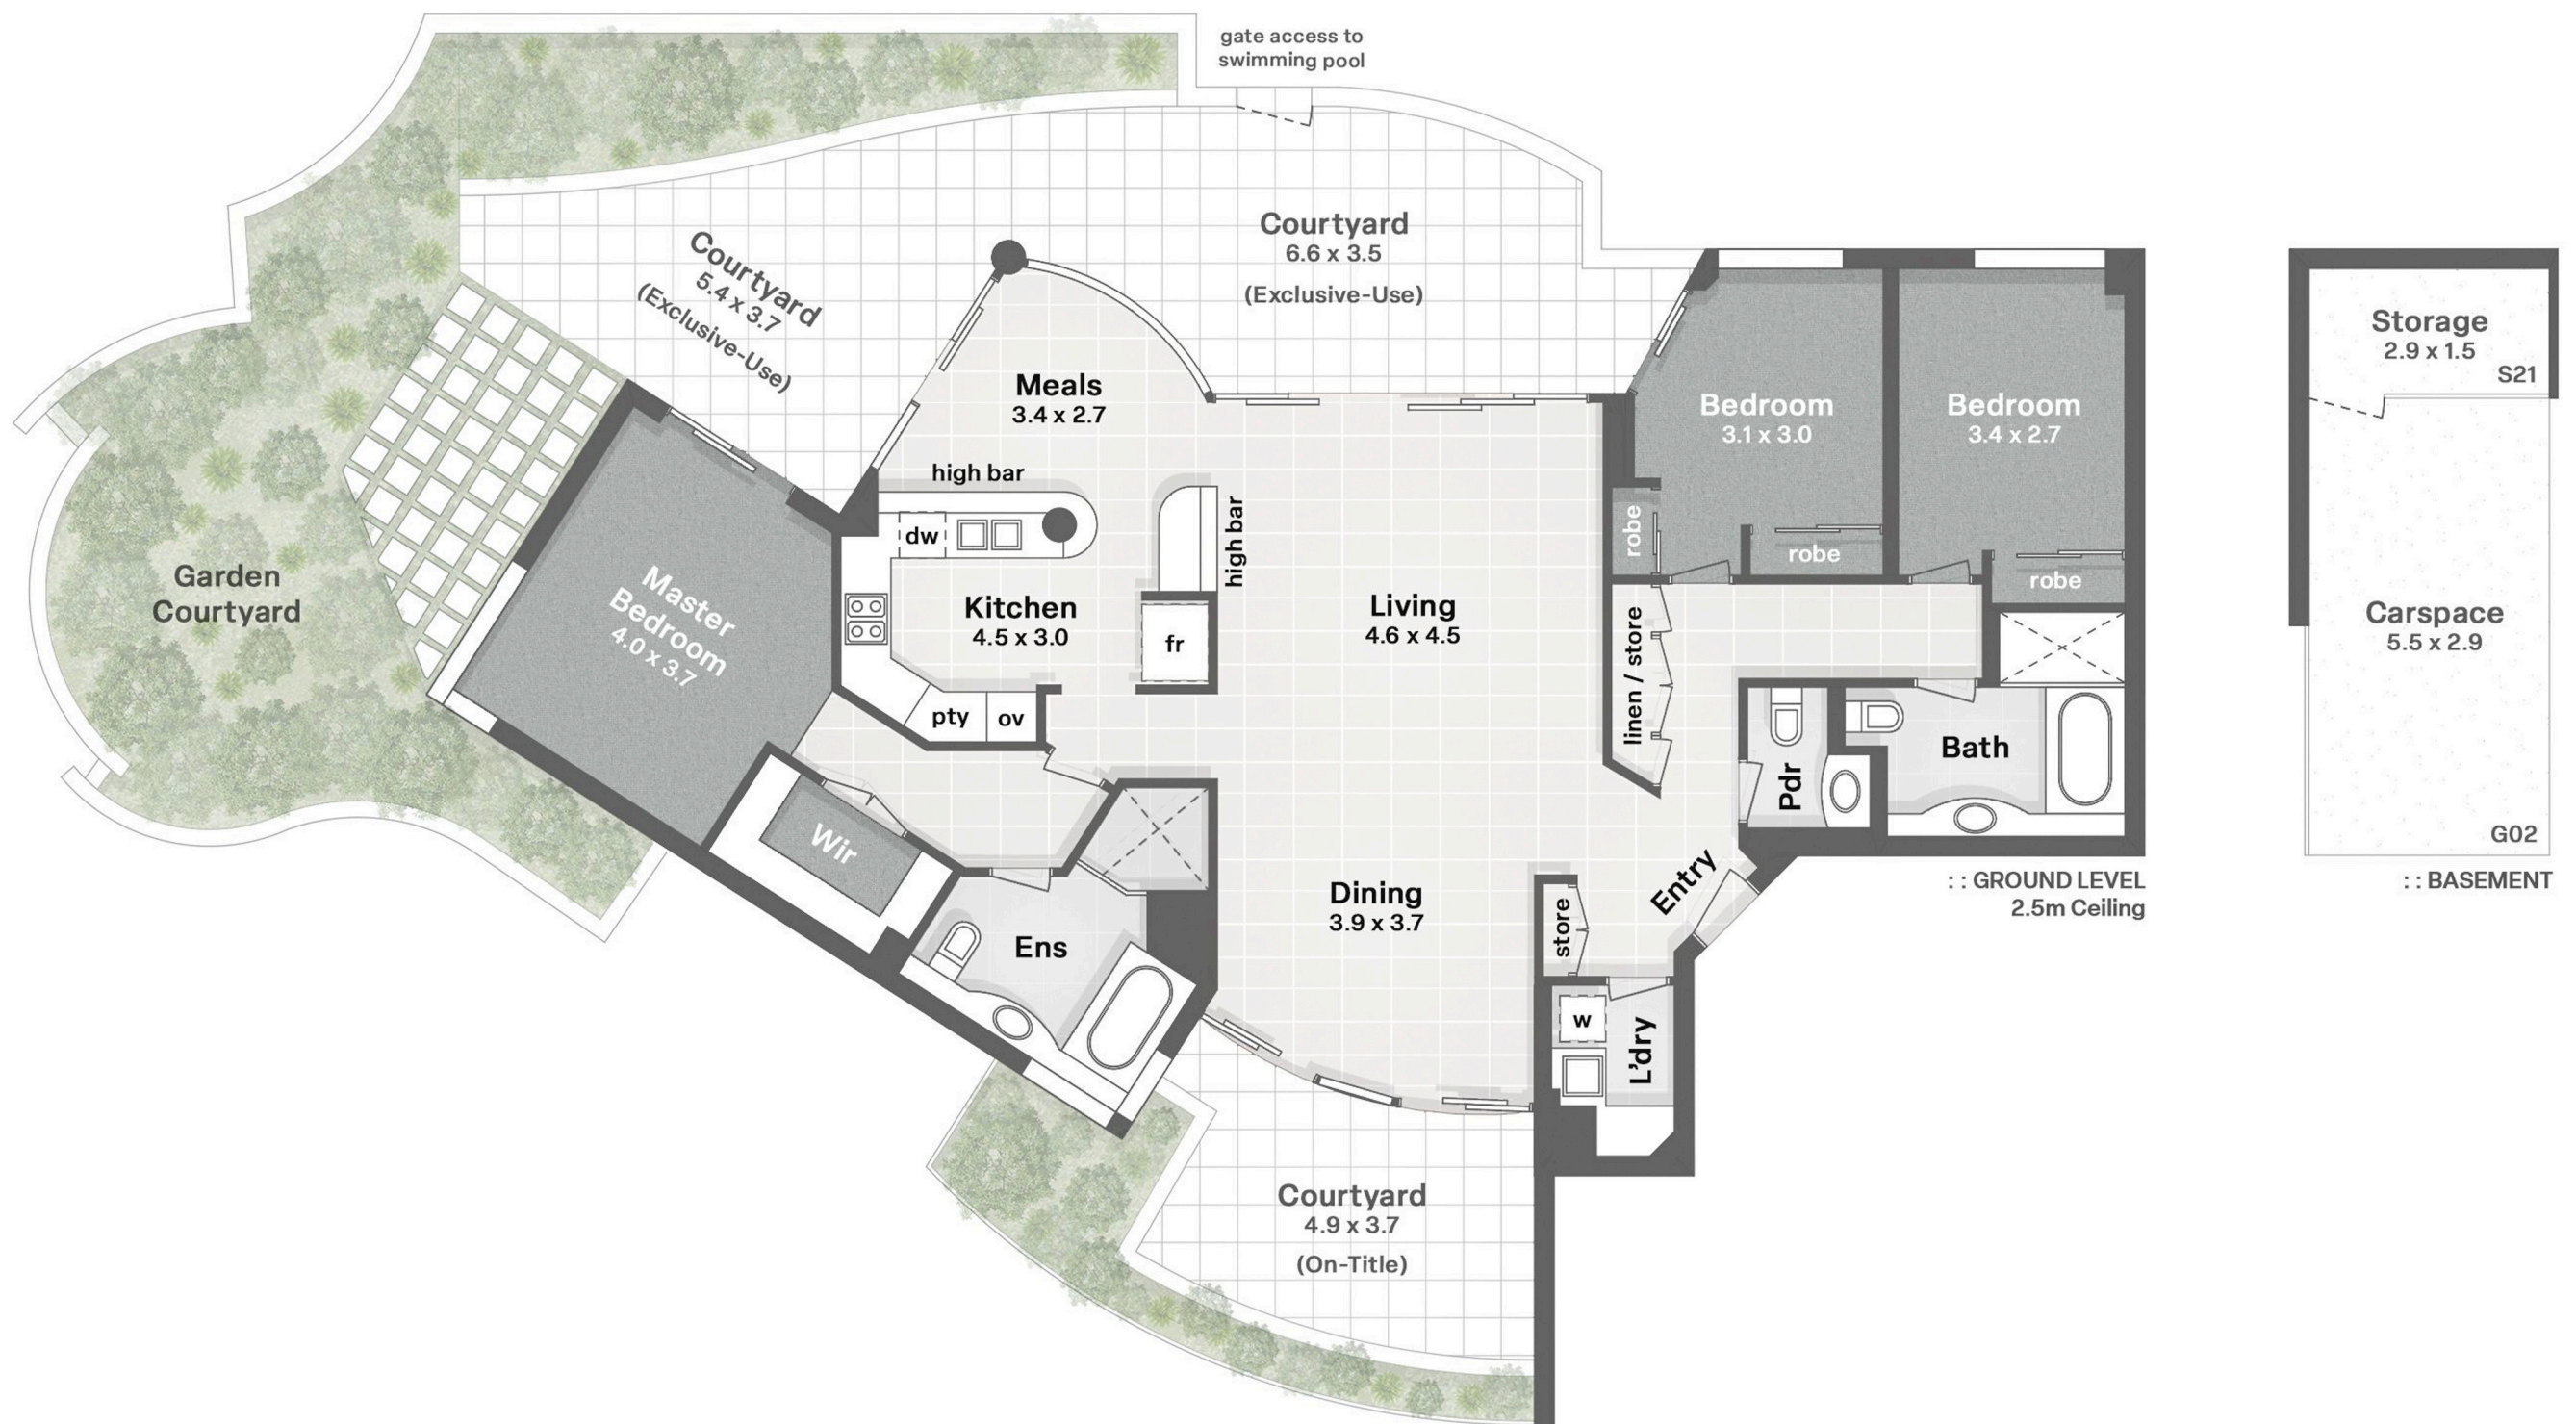 gate access to
swimming pool
Courtyard
6.6 x 3.5
(Exclusive-Use)
Courtyard
5.4 x 3.7
(Exclusive-Use)
Meals
3.4 x 2.7
high bar
high bar
dw
Kitchen
4.5 x 3.0
fr
pty
ov
Living
4.6 x 4.5
Bedroom
3.1 x 3.0
robe
robe
Bedroom
3.4 x 2.7
robe
linen / store
Garden
Courtyard
Master
Bedroom
4.0 x 3.7
Wir
Ens
Dining
3.9 x 3.7
Pdr
Bath
Entry
store
w
L'dry
Courtyard
4.9 x 3.7
(On-Title)
: : GROUND LEVEL
2.5m Ceiling
Storage
2.9 x 1.5
S21
Carspace
5.5 x 2.9
G02
: : BASEMENT